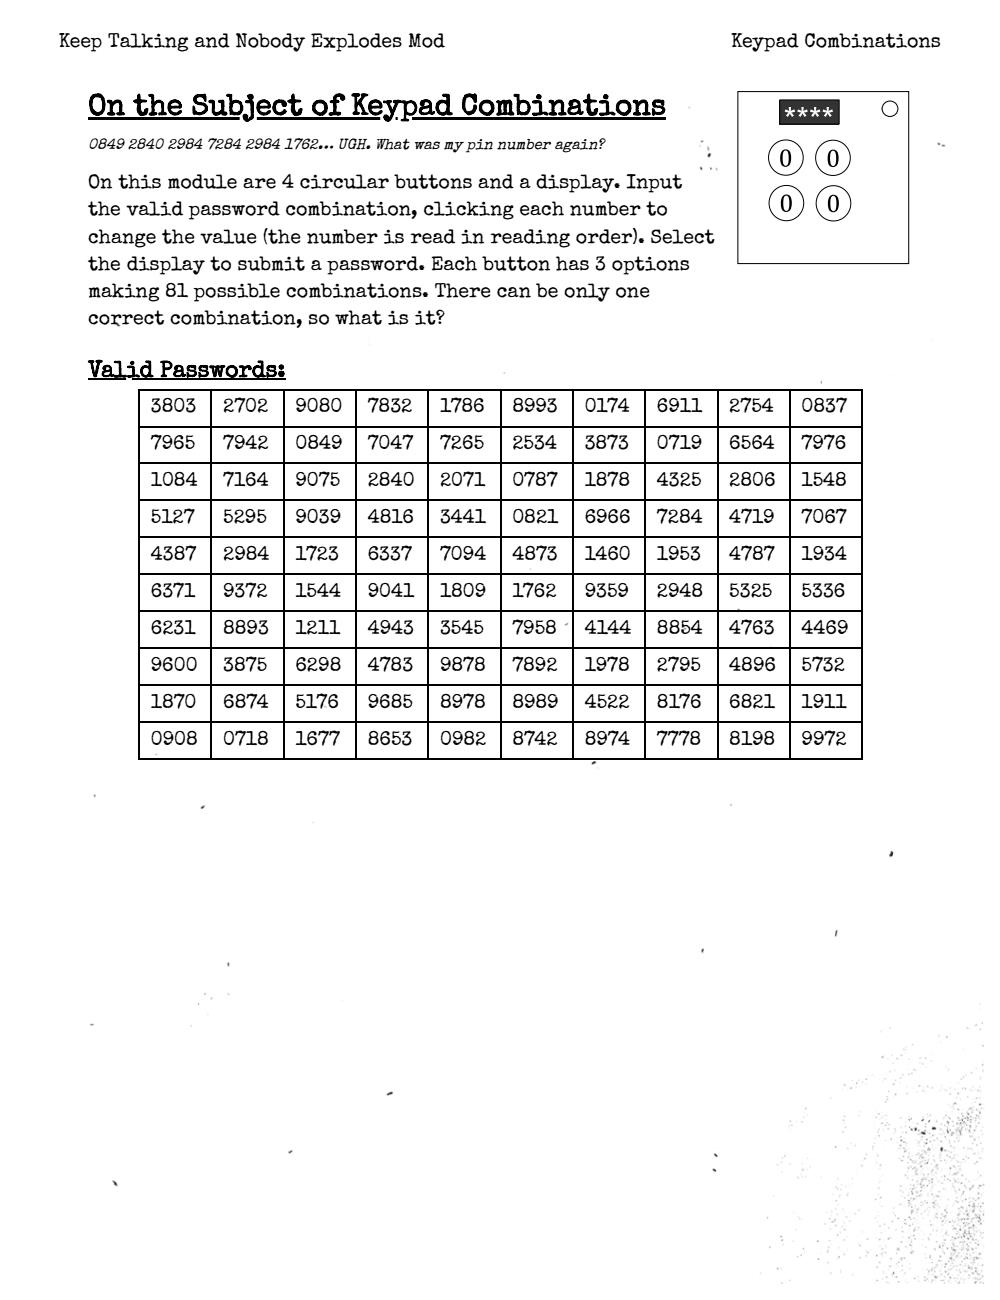 Keep Talking and Nobody Explodes Mod
Keypad Combinations
On the Subject of Keypad Combinations
0849 2840 2984 7284 2984 1762... UGH. What was my pin number again?
On this module are 4 circular buttons and a display. Input
the valid password combination, clicking each number to
change the value (the number is read in reading order). Select
the display to submit a password. Each button has 3 options
making 81 possible combinations. There can be only one
correct combination, so what is it?
****
0 0
0 0
Valid Passwords:
3803 2702 9080 7832 1786 8993 0174 6911 2754 0837
7965 7942 0849 7047 7265 2534 3873 0719 6564 7976
1084 7164 9075 2840 2071 0787 1878 4325 2806 1548
5127 5295 9039 4816 3441 0821 6966 7284 4719 7067
4387 2984 1723 6337 7094 4873 1460 1953 4787 1934
6371 9372 1544 9041 1809 1762 9359 2948 5325 5336
6231 8893 1211 4943 3545 7958 4144 8854 4763 4469
9600 3875 6298 4783 9878 7892 1978 2795 4896 5732
1870 6874 5176 9685 8978 8989 4522 8176 6821 1911
0908 0718 1677 8653 0982 8742 8974 7778 8198 9972